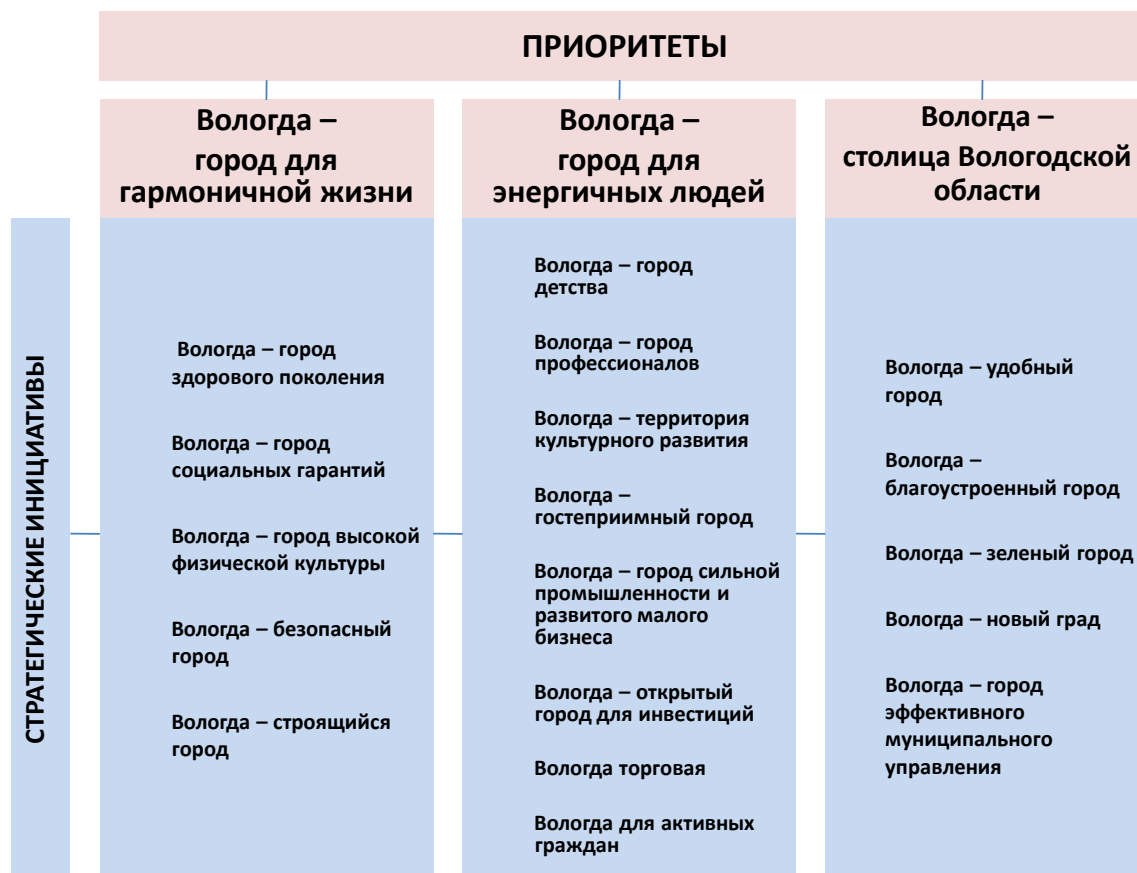 ПРИОРИТЕТЫ
Вологда –
город для
гармоничной жизни
Вологда –
город для
энергичных людей
Вологда –
столица Вологодской
области
СТРАТЕГИЧЕСКИЕ ИНИЦИАТИВЫ
Вологда – город
здорового поколения
Вологда – город
социальных гарантий
Вологда – город высокой
физической культуры
Вологда – безопасный
город
Вологда – строящийся
город
Вологда – город
детства
Вологда – город
профессионалов
Вологда – территория
культурного развития
Вологда –
гостеприимный город
Вологда – город сильной
промышленности и
развитого малого
бизнеса
Вологда – открытый
город для инвестиций
Вологда торговая
Вологда для активных
граждан
Вологда – удобный
город
Вологда –
благоустроенный город
Вологда – зеленый город
Вологда – новый град
Вологда – город
эффективного
муниципального
управления